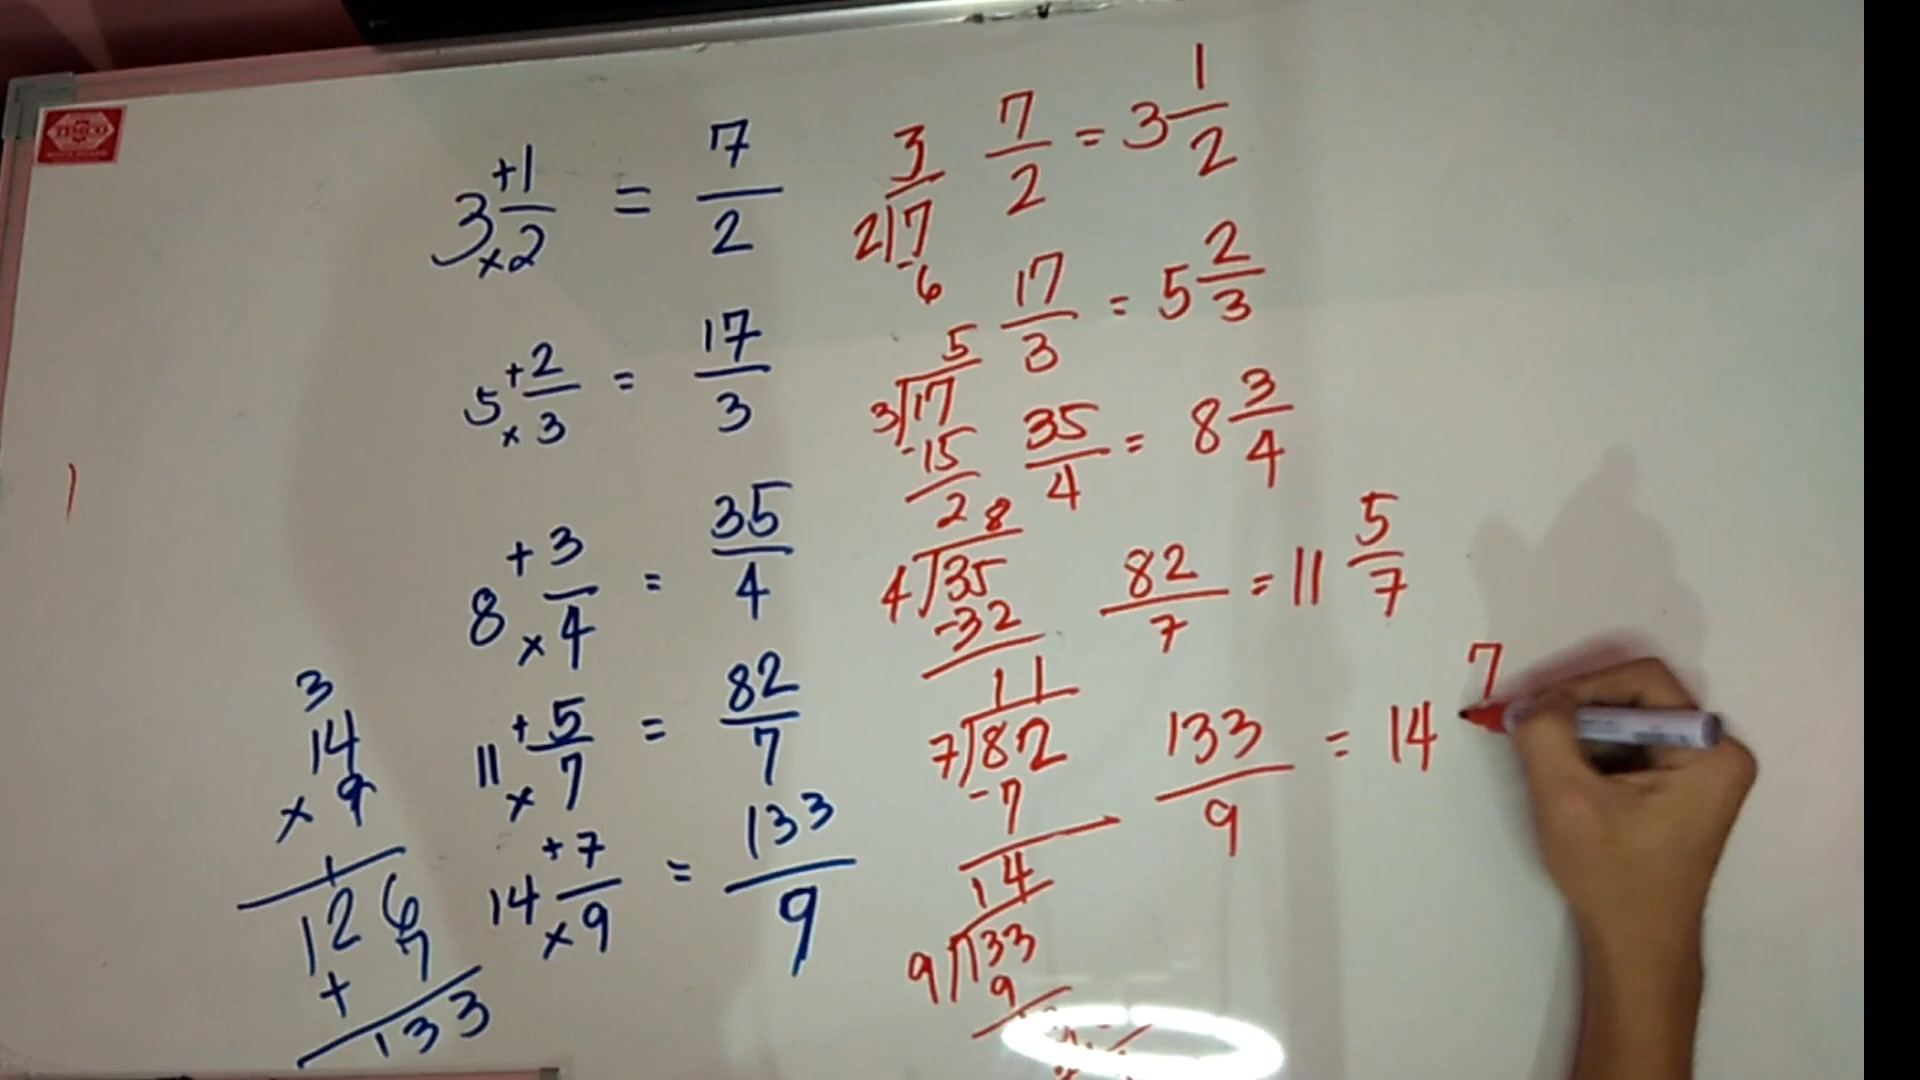 3 +1/×2 = 7/2
5 +2/×3 = 17/3
8 +3/×4 = 35/4
11 +5/×7 = 82/7
14 +7/×9 = 133/9
3
14
× 9
1
126
+ 7
133
7/2 = 3 1/2
3
2)7
-6
17/3 = 5 2/3
5
3)17
-15
2
35/4 = 8 3/4
8
4)35
-32
82/7 = 11 5/7
11
7)82
-7
133/9 = 14 7
14
9)133
9